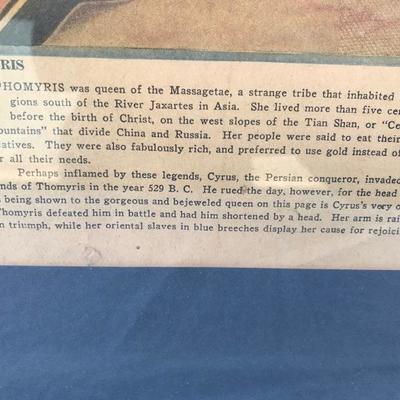 RIS
HOMYRIS was queen of the Massagetae, a strange tribe that inhabited
gions south of the River Jaxartes in Asia. She lived more than five cen
before the birth of Christ, on the west slopes of the Tian Shan, or "Ce
ountains" that divide China and Russia. Her people were said to eat their
atives. They were also fabulously rich, and preferred to use gold instead of
r all their needs.
Perhaps inflamed by these legends, Cyrus, the Persian conqueror, invaded
nds of Thomyris in the year 529 B. C. He rued the day, however, for the head
s being shown to the gorgeous and bejeweled queen on this page is Cyrus's very o
homyris defeated him in battle and had him shortened by a head. Her arm is rai
n triumph, while her oriental slaves in blue breeches display her cause for rejoicin